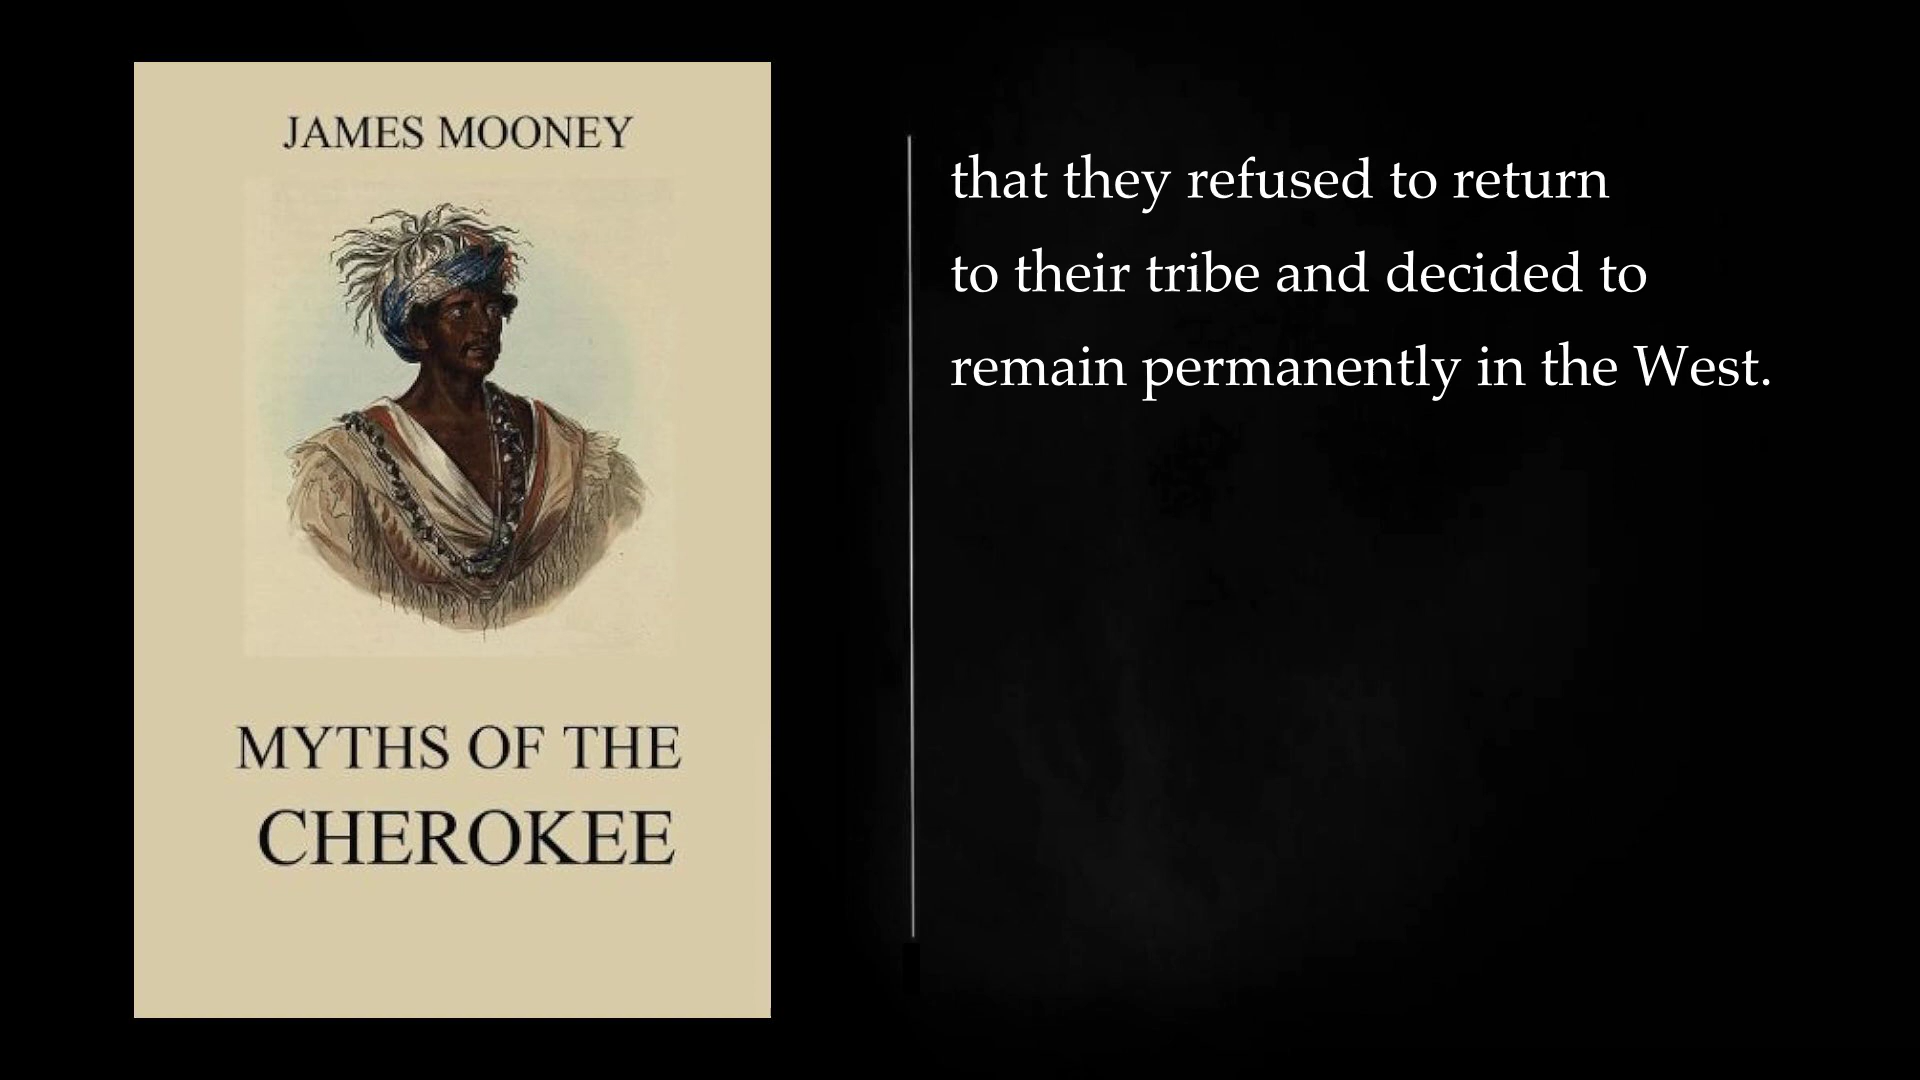 JAMES MOONEY
MYTHS OF THE
CHEROKEE
that they refused to return
to their tribe and decided to
remain permanently in the West.